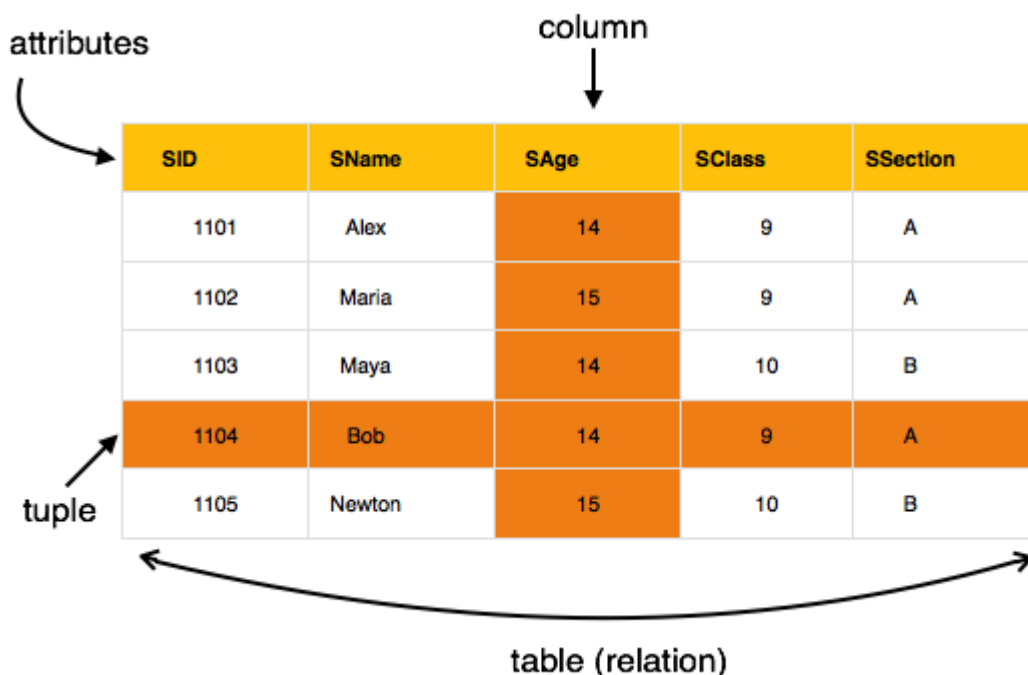 column
attributes
SID SName SAge SClass SSection
1101 Alex 14 9 A
1102 Maria 15 9 A
1103 Maya 14 10 B
1104 Bob 14 9 A
tuple
1105 Newton 15 10 B
table (relation)